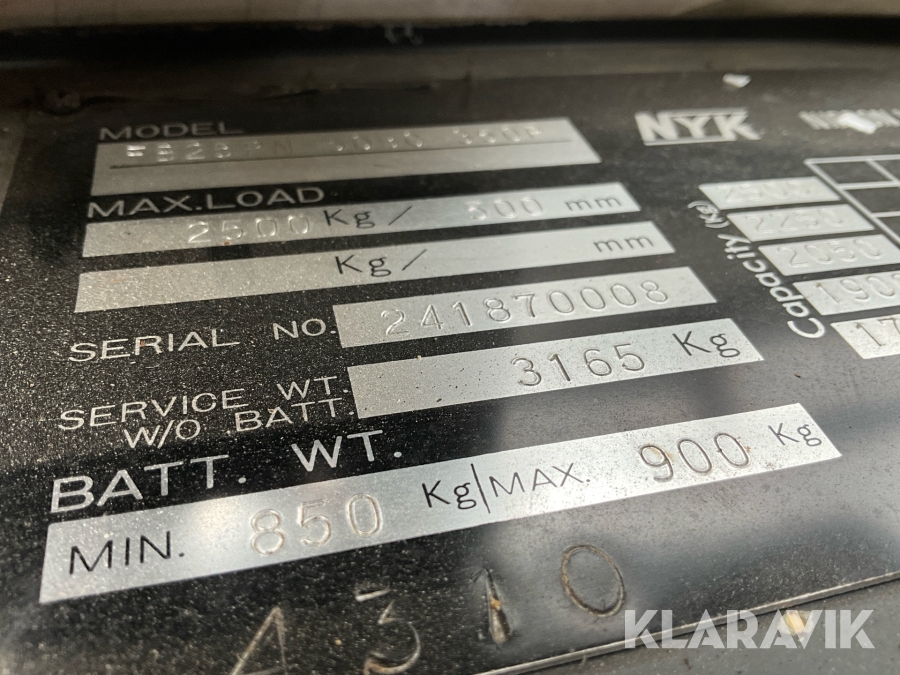 MODEL
NYK
MAX.LOAD
2500 Kg / 500 mm
Kg / mm
Capacity (Kg)
2250
2050
SERIAL NO. 241870008
SERVICE WT. W/O BATT. 3165 Kg
BATT. WT.
MIN. 850 Kg/MAX. 900 Kg
4310
KLARAVIK